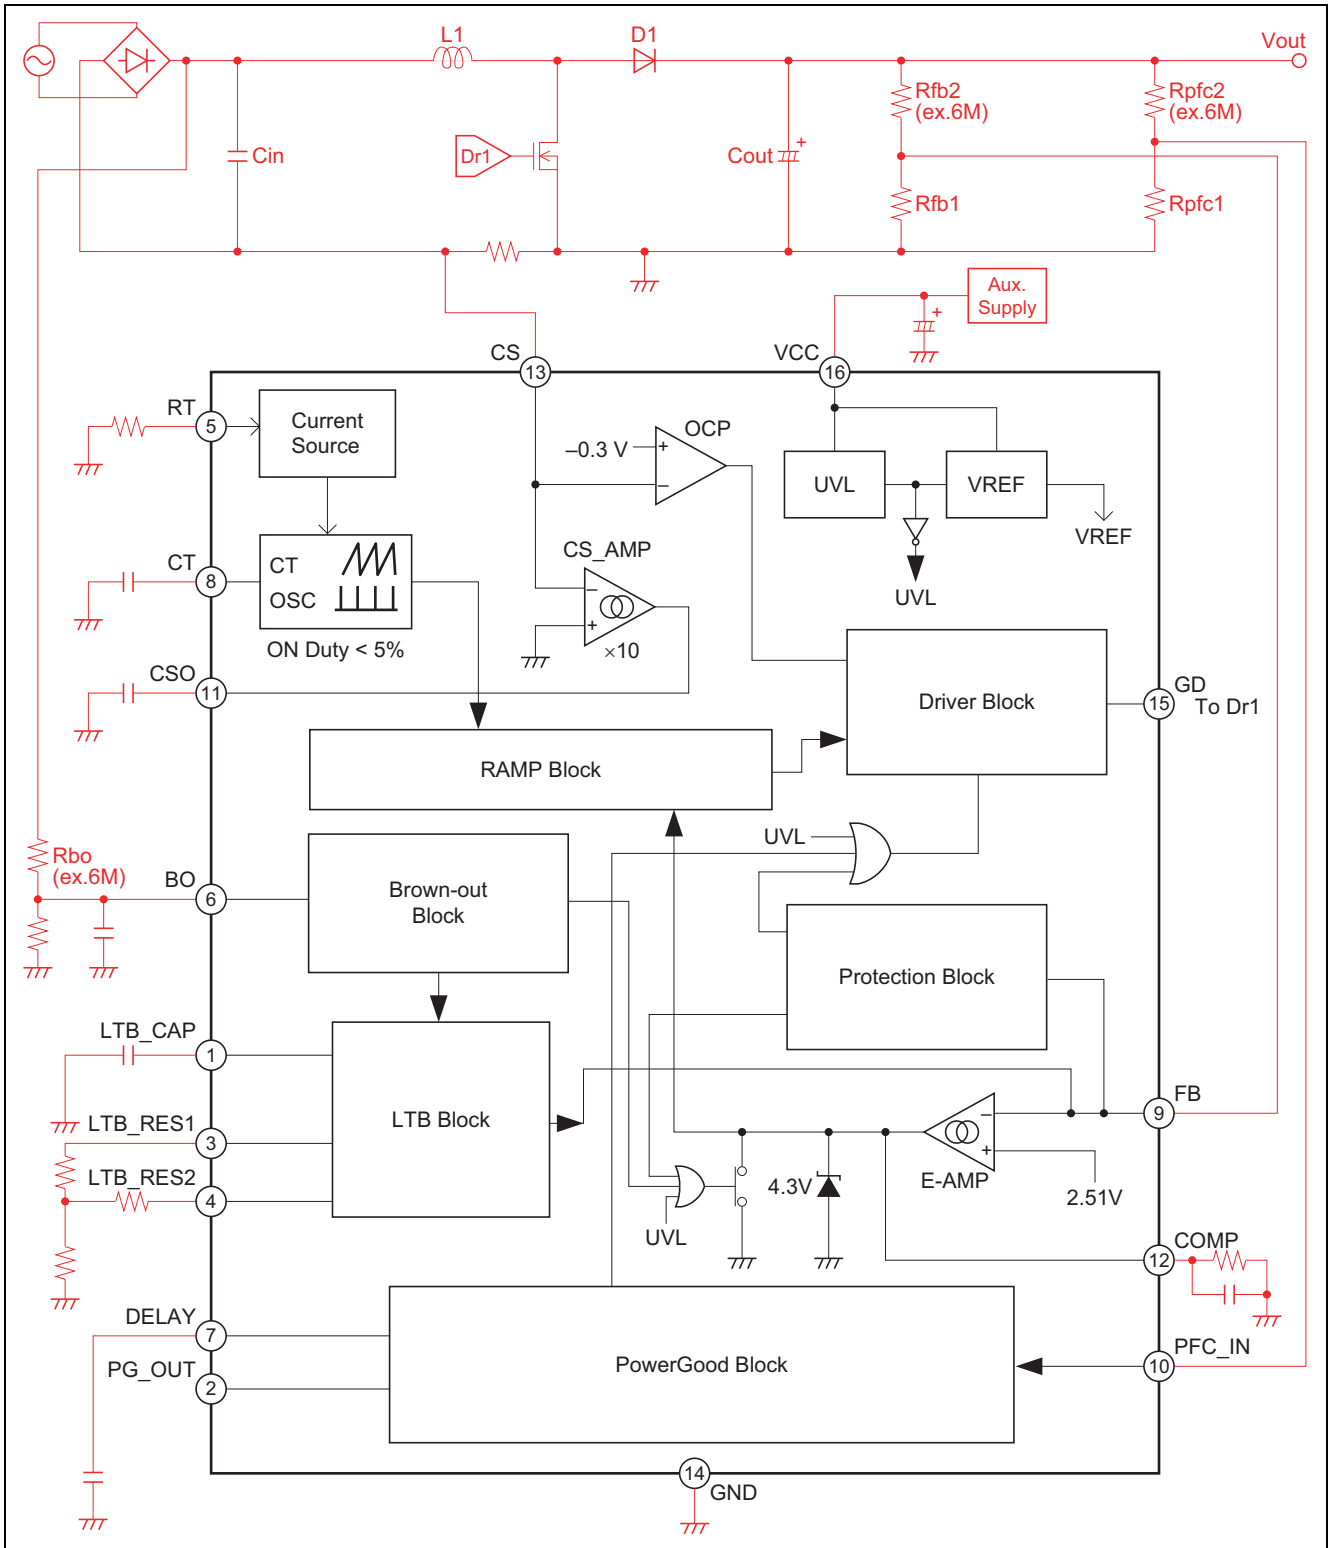 L1
D1
Vout
Rfb2
(ex.6M)
Rpfc2
(ex.6M)
Cin
Dr1
Cout
+
Rfb1
Rpfc1
Aux.
Supply
+
CS
13
VCC
16
RT
5
Current
Source
OCP
–0.3 V
+
–
UVL
VREF
VREF
UVL
CT
8
CT
OSC
ON Duty < 5%
CS_AMP
–
+
×10
CSO
11
Driver Block
GD
15
To Dr1
RAMP Block
UVL
Rbo
(ex.6M)
BO
6
Brown-out
Block
Protection Block
LTB_CAP
1
LTB_RES1
3
LTB_RES2
4
LTB Block
FB
9
–
+
E-AMP
2.51V
4.3V
UVL
COMP
12
DELAY
7
PG_OUT
2
PowerGood Block
PFC_IN
10
14
GND